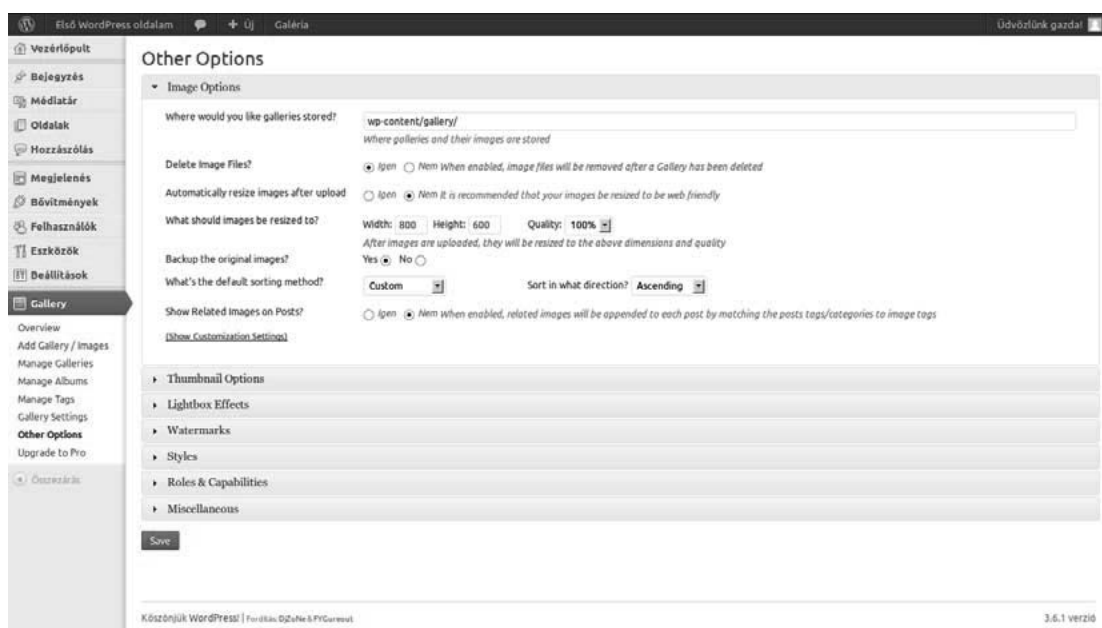 Első WordPress oldalam + Új Galéria Üdvözlünk gazda!
Vezérlőpult
Bejegyzés
Médiatár
Oldalak
Hozzászólás
Megjelenés
Bővítmények
Felhasználók
Eszközök
Beállítások
Gallery
Overview
Add Gallery / Images
Manage Galleries
Manage Albums
Manage Tags
Gallery Settings
Other Options
Upgrade to Pro
Összezárás
Other Options
Image Options
Where would you like galleries stored? wp-content/gallery/
Where galleries and their images are stored
Delete Image Files? Igen Nem When enabled, image files will be removed after a Gallery has been deleted
Automatically resize images after upload Igen Nem It is recommended that your images be resized to be web friendly
What should images be resized to? Width: 800 Height: 600 Quality: 100%
After images are uploaded, they will be resized to the above dimensions and quality
Backup the original images? Yes No
What's the default sorting method? Custom Sort in what direction? Ascending
Show Related Images on Posts? Igen Nem When enabled, related images will be appended to each post by matching the posts tags/categories to image tags
(Show Customization Settings)
Thumbnail Options
Lightbox Effects
Watermarks
Styles
Roles & Capabilities
Miscellaneous
Save
Köszönjük WordPress! | Fordítás: DjZoNe & FYGureout 3.6.1 verzió